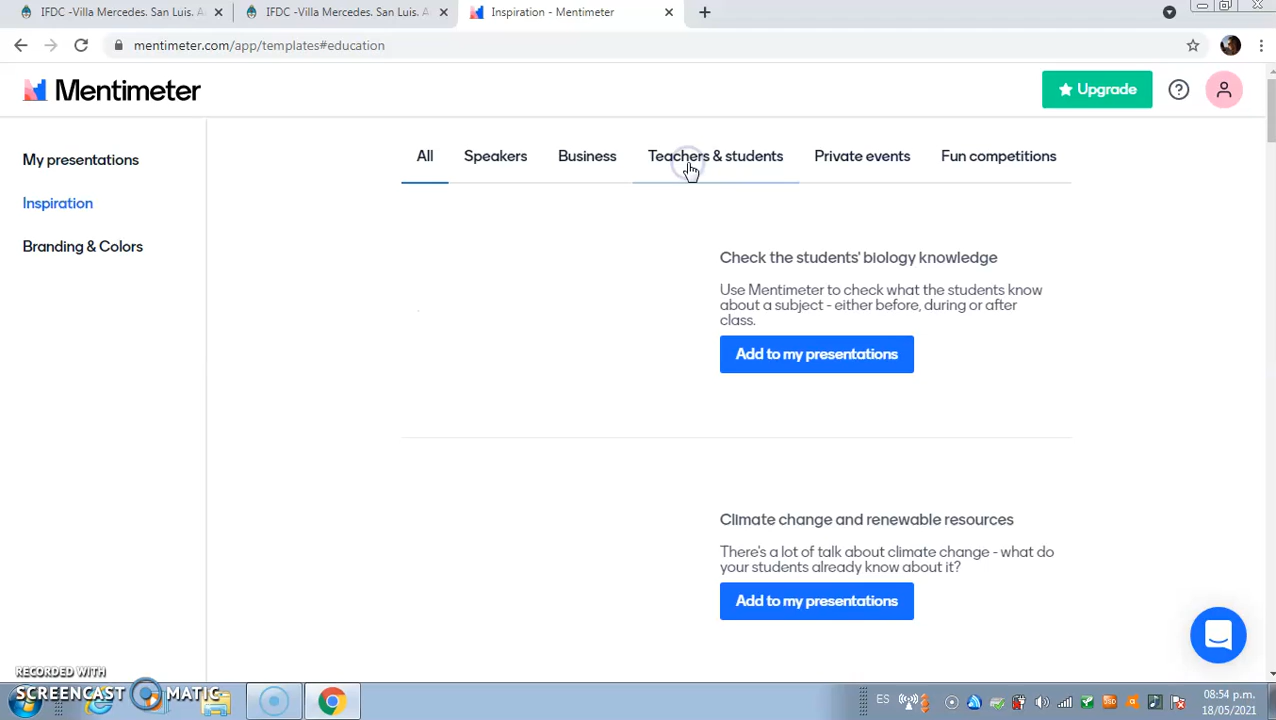 IFDC -Villa Mercedes. San Luis. A
IFDC -Villa Mercedes. San Luis. A
Inspiration - Mentimeter
mentimeter.com/app/templates#education
Mentimeter
Upgrade
My presentations
Inspiration
Branding & Colors
All
Speakers
Business
Teachers & students
Private events
Fun competitions
Check the students' biology knowledge
Use Mentimeter to check what the students know
about a subject - either before, during or after
class.
Add to my presentations
Climate change and renewable resources
There's a lot of talk about climate change - what do
your students already know about it?
Add to my presentations
RECORDED WITH
SCREENCAST MATIC
ES
08:54 p.m.
18/05/2021